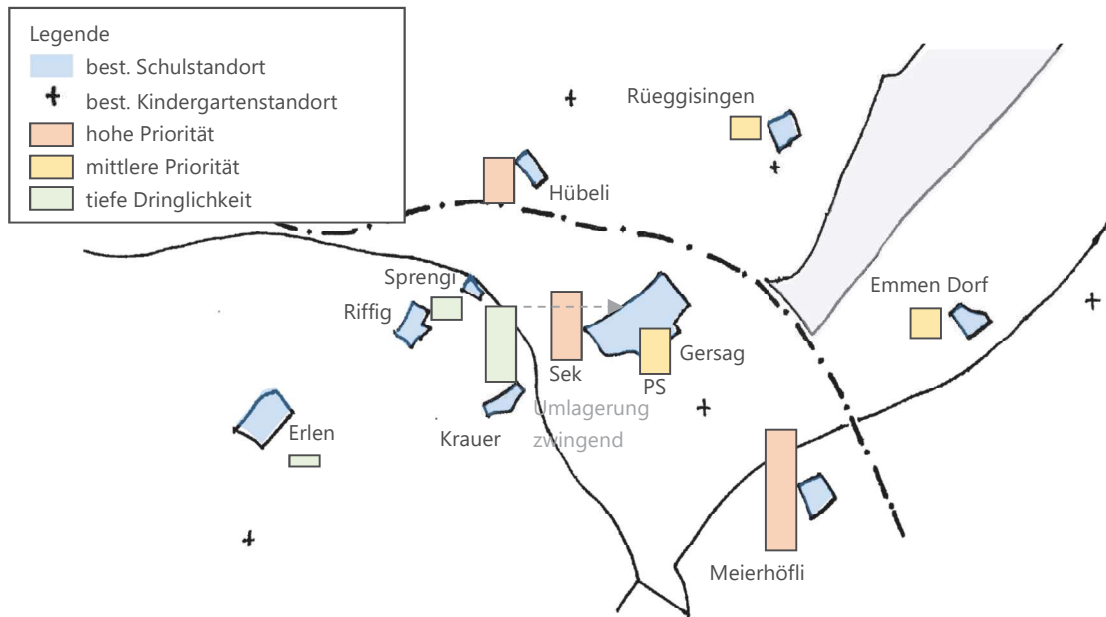 Legende
best. Schulstandort
best. Kindergartenstandort
hohe Priorität
mittlere Priorität
tiefe Dringlichkeit
Rüeggisingen
Hübeli
Sprengi
Riffig
Emmen Dorf
Gersag
Sek
PS
Umlagerung
zwingend
Krauer
Erlen
Meierhöfli